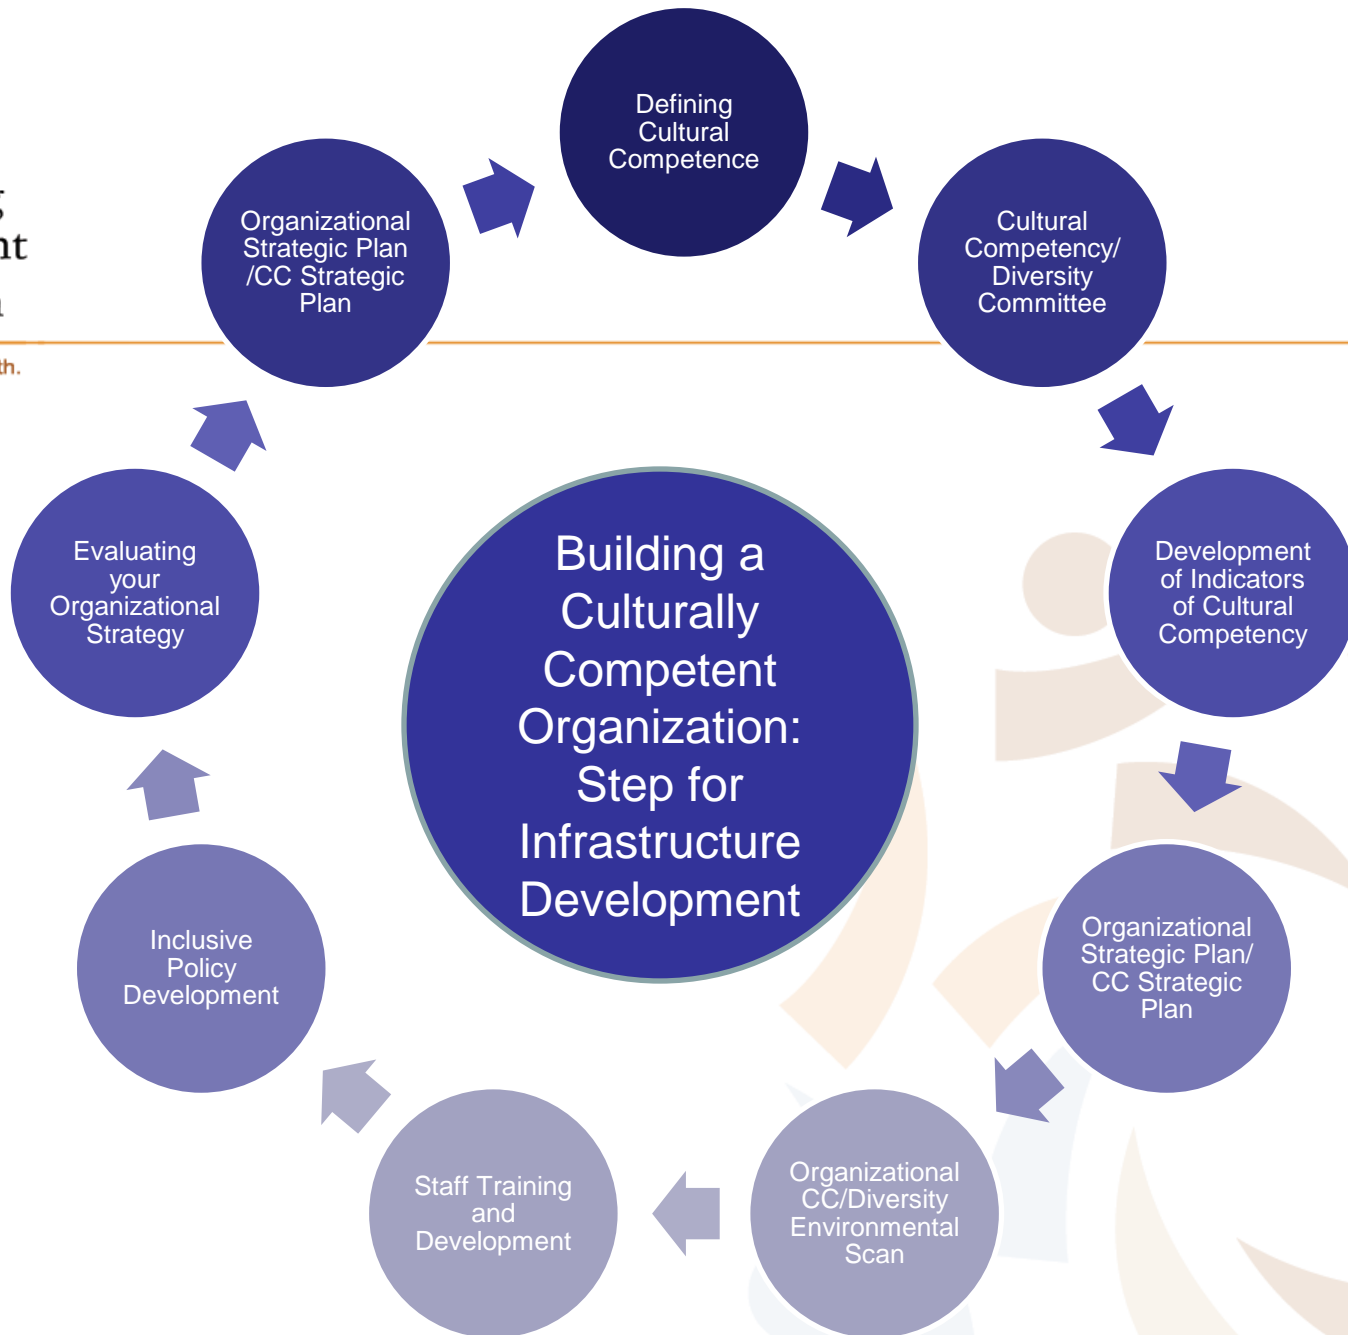 Defining
Cultural
Competence
Cultural
Competency/
Diversity
Committee
Development
of Indicators
of Cultural
Competency
Organizational
Strategic Plan/
CC Strategic
Plan
Organizational
CC/Diversity
Environmental
Scan
Staff Training
and
Development
Inclusive
Policy
Development
Evaluating
your
Organizational
Strategy
Organizational
Strategic Plan
/CC Strategic
Plan
Building a
Culturally
Competent
Organization:
Step for
Infrastructure
Development